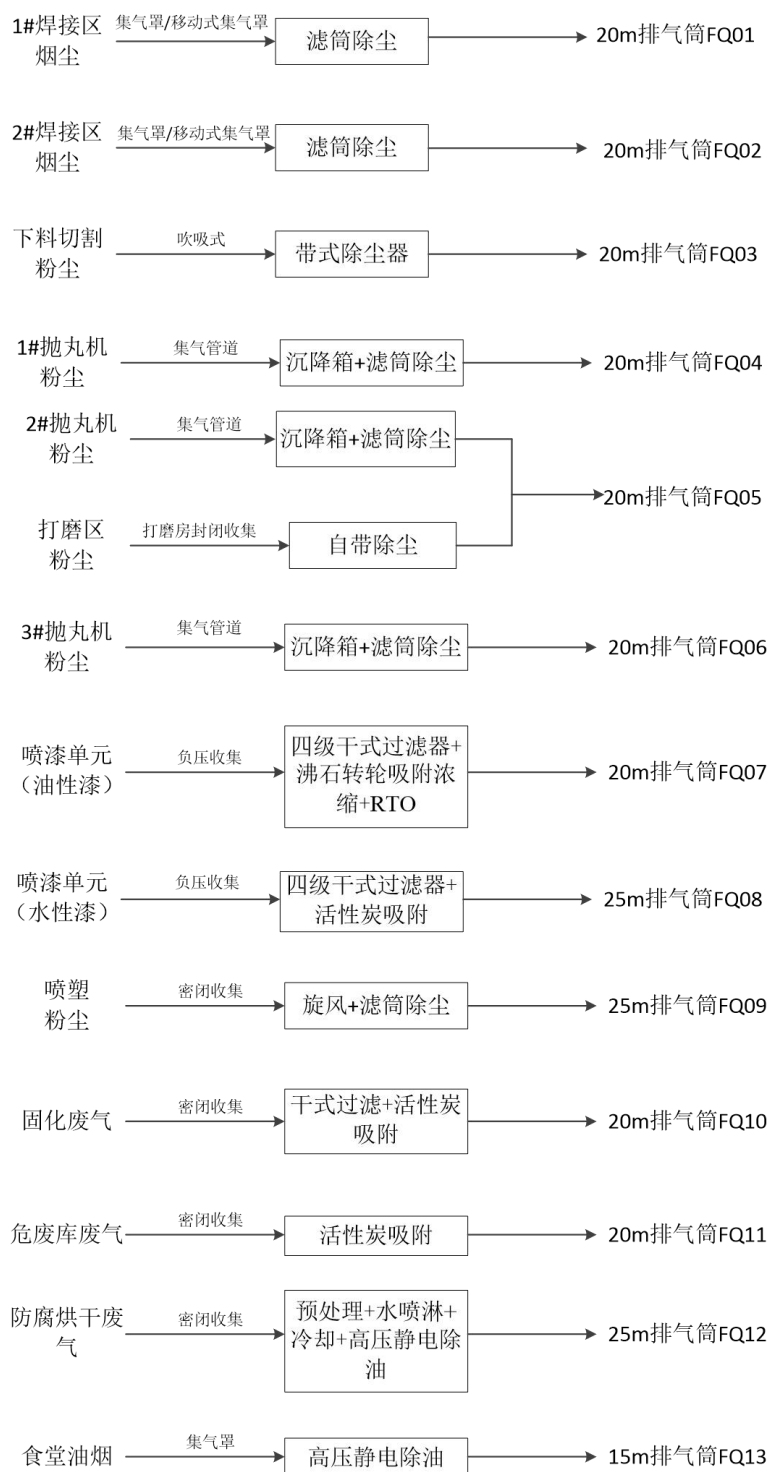 1#焊接区
烟尘
集气罩/移动式集气罩
滤筒除尘
20m排气筒FQ01
2#焊接区
烟尘
集气罩/移动式集气罩
滤筒除尘
20m排气筒FQ02
下料切割
粉尘
吹吸式
带式除尘器
20m排气筒FQ03
1#抛丸机
粉尘
集气管道
沉降箱+滤筒除尘
20m排气筒FQ04
2#抛丸机
粉尘
集气管道
沉降箱+滤筒除尘
20m排气筒FQ05
打磨区
粉尘
打磨房封闭收集
自带除尘
3#抛丸机
粉尘
集气管道
沉降箱+滤筒除尘
20m排气筒FQ06
喷漆单元
（油性漆）
负压收集
四级干式过滤器+
沸石转轮吸附浓
缩+RTO
20m排气筒FQ07
喷漆单元
（水性漆）
负压收集
四级干式过滤器+
活性炭吸附
25m排气筒FQ08
喷塑
粉尘
密闭收集
旋风+滤筒除尘
25m排气筒FQ09
固化废气
密闭收集
干式过滤+活性炭
吸附
20m排气筒FQ10
危废库废气
密闭收集
活性炭吸附
20m排气筒FQ11
防腐烘干废
气
密闭收集
预处理+水喷淋+
冷却+高压静电除
油
25m排气筒FQ12
食堂油烟
集气罩
高压静电除油
15m排气筒FQ13